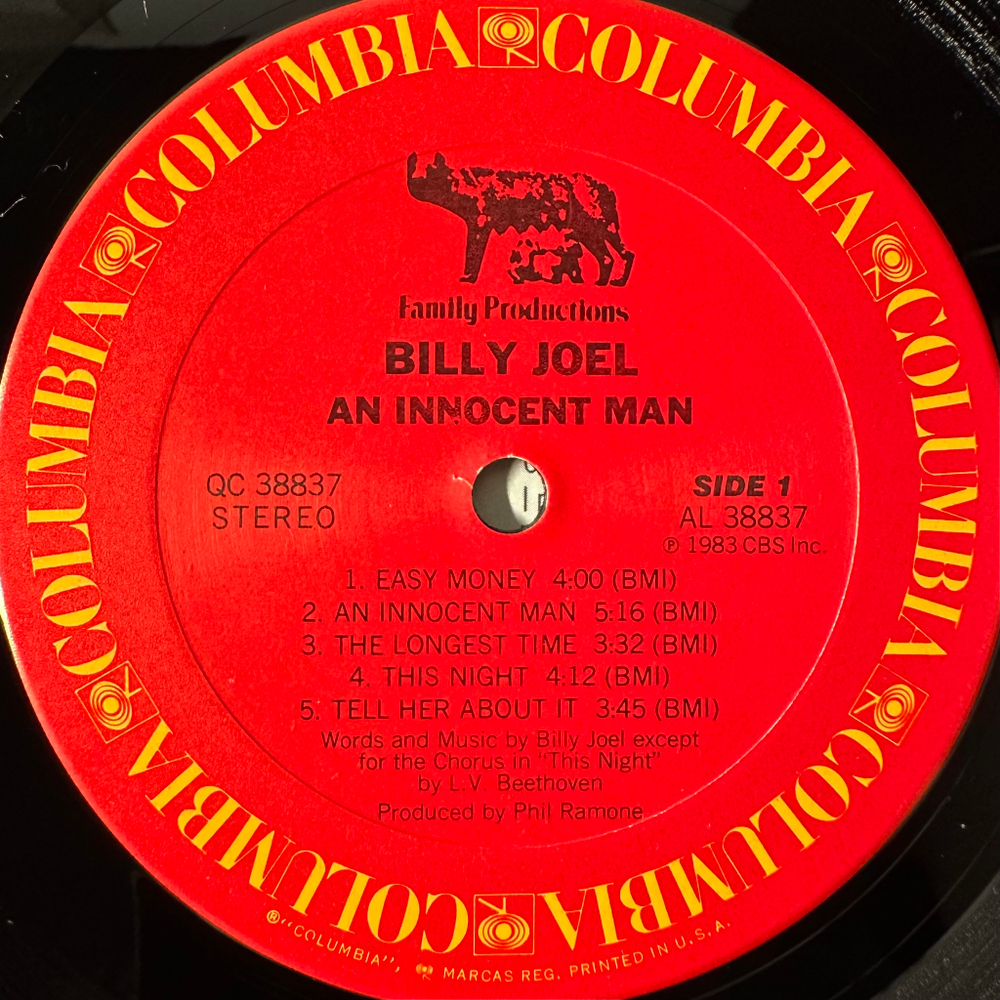 COLUMBIA COLUMBIA COLUMBIA COLUMBIA COLUMBIA COLUMBIA
Family Productions
BILLY JOEL
AN INNOCENT MAN
QC 38837
STEREO
SIDE 1
AL 38837
℗ 1983 CBS Inc.
1. EASY MONEY 4:00 (BMI)
2. AN INNOCENT MAN 5:16 (BMI)
3. THE LONGEST TIME 3:32 (BMI)
4. THIS NIGHT 4:12 (BMI)
5. TELL HER ABOUT IT 3:45 (BMI)
Words and Music by Billy Joel except
for the Chorus in "This Night"
by L.V. Beethoven
Produced by Phil Ramone
®"COLUMBIA", MARCAS REG. PRINTED IN U.S.A.